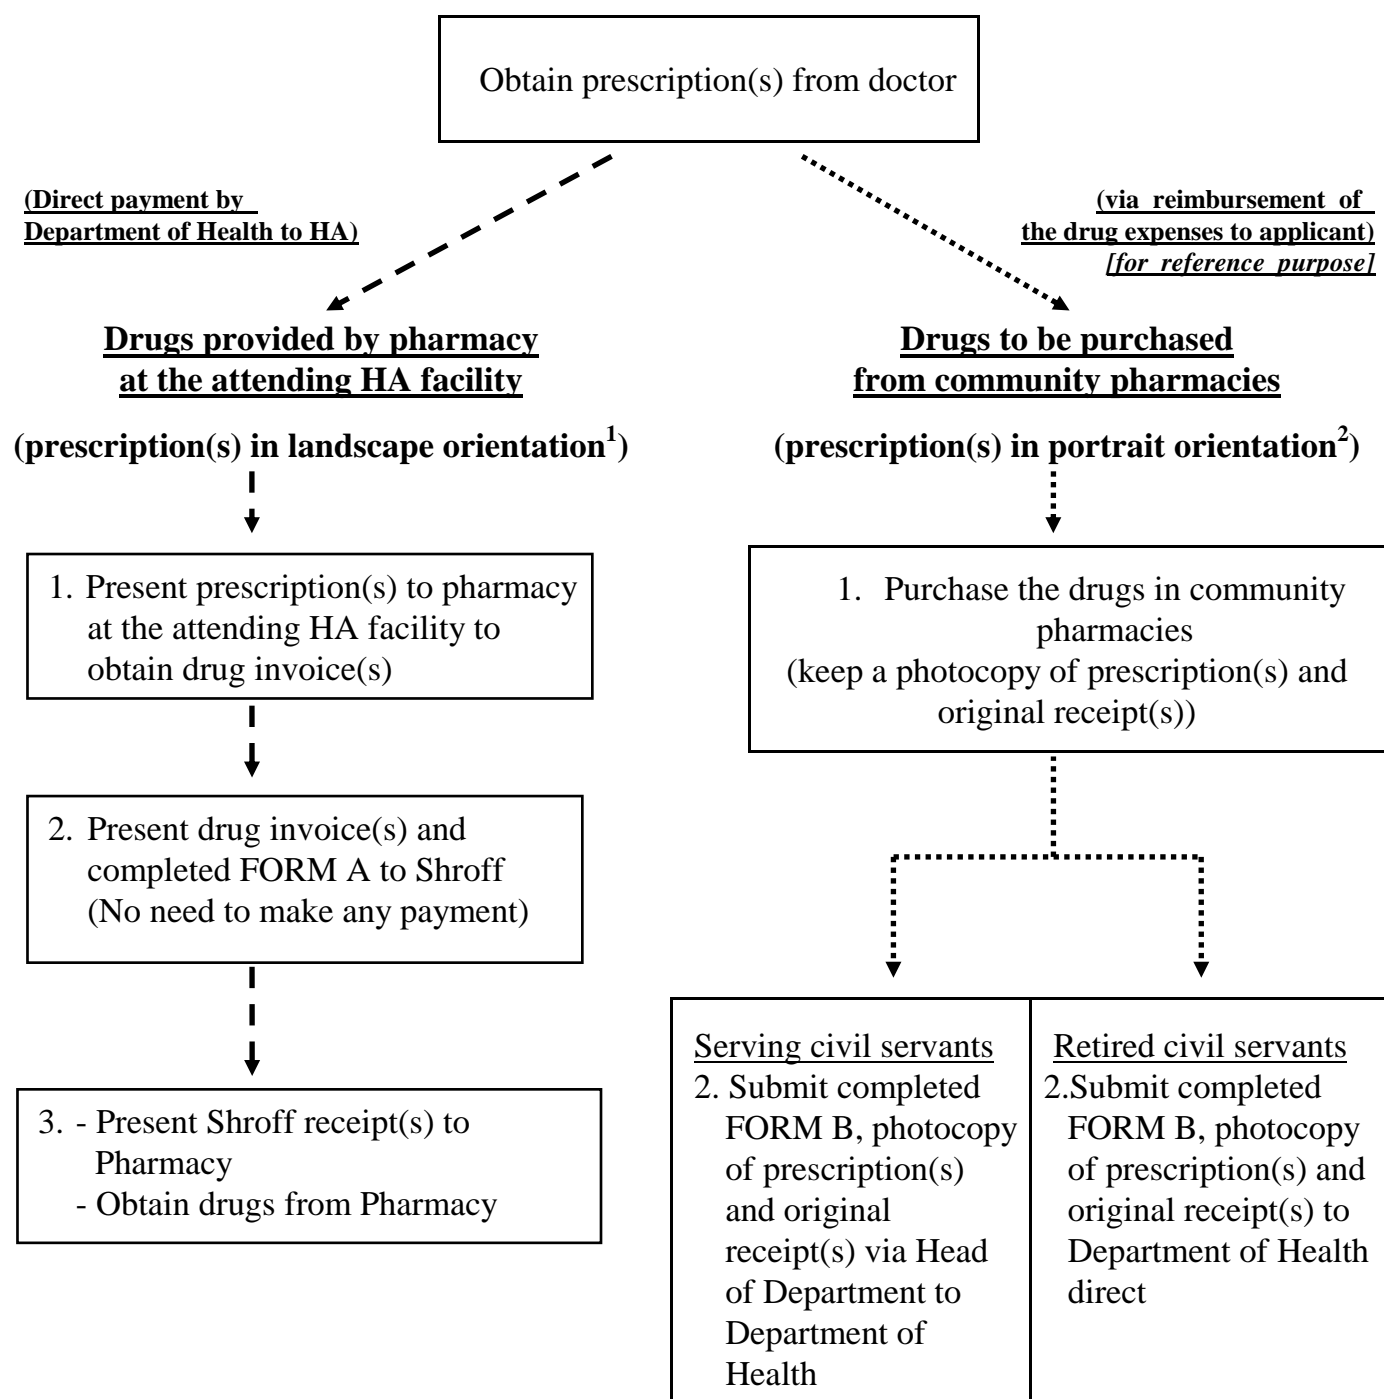 Obtain prescription(s) from doctor
(Direct payment by
Department of Health to HA)
(via reimbursement of
the drug expenses to applicant)
[for reference purpose]
Drugs provided by pharmacy
at the attending HA facility
(prescription(s) in landscape orientation1)
Drugs to be purchased
from community pharmacies
(prescription(s) in portrait orientation2)
1. Present prescription(s) to pharmacy
at the attending HA facility to
obtain drug invoice(s)
2. Present drug invoice(s) and
completed FORM A to Shroff
(No need to make any payment)
3. - Present Shroff receipt(s) to
Pharmacy
- Obtain drugs from Pharmacy
1. Purchase the drugs in community
pharmacies
(keep a photocopy of prescription(s) and
original receipt(s))
Serving civil servants
2. Submit completed
FORM B, photocopy
of prescription(s)
and original
receipt(s) via Head
of Department to
Department of
Health
Retired civil servants
2.Submit completed
FORM B, photocopy
of prescription(s) and
original receipt(s) to
Department of Health
direct